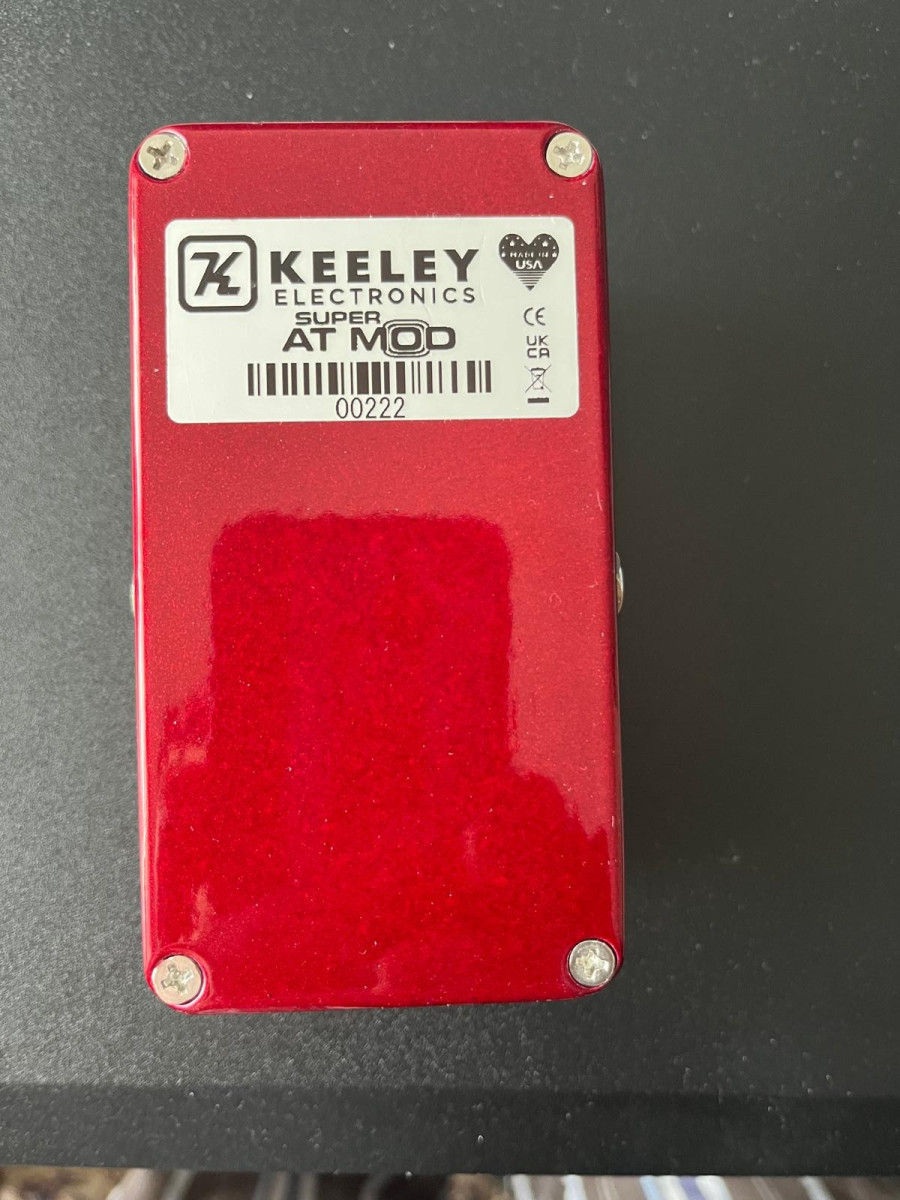 K KEELEY
ELECTRONICS
SUPER
AT MOD
00222
MADE IN
USA
CE
UK
CA